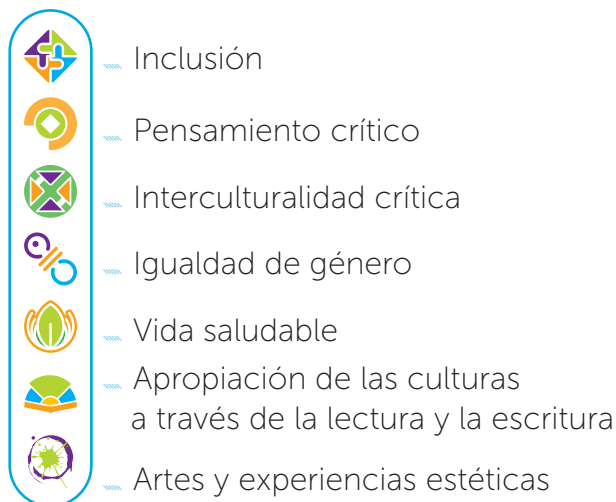 Inclusión
Pensamiento crítico
Interculturalidad crítica
Igualdad de género
Vida saludable
Apropiación de las culturas
a través de la lectura y la escritura
Artes y experiencias estéticas